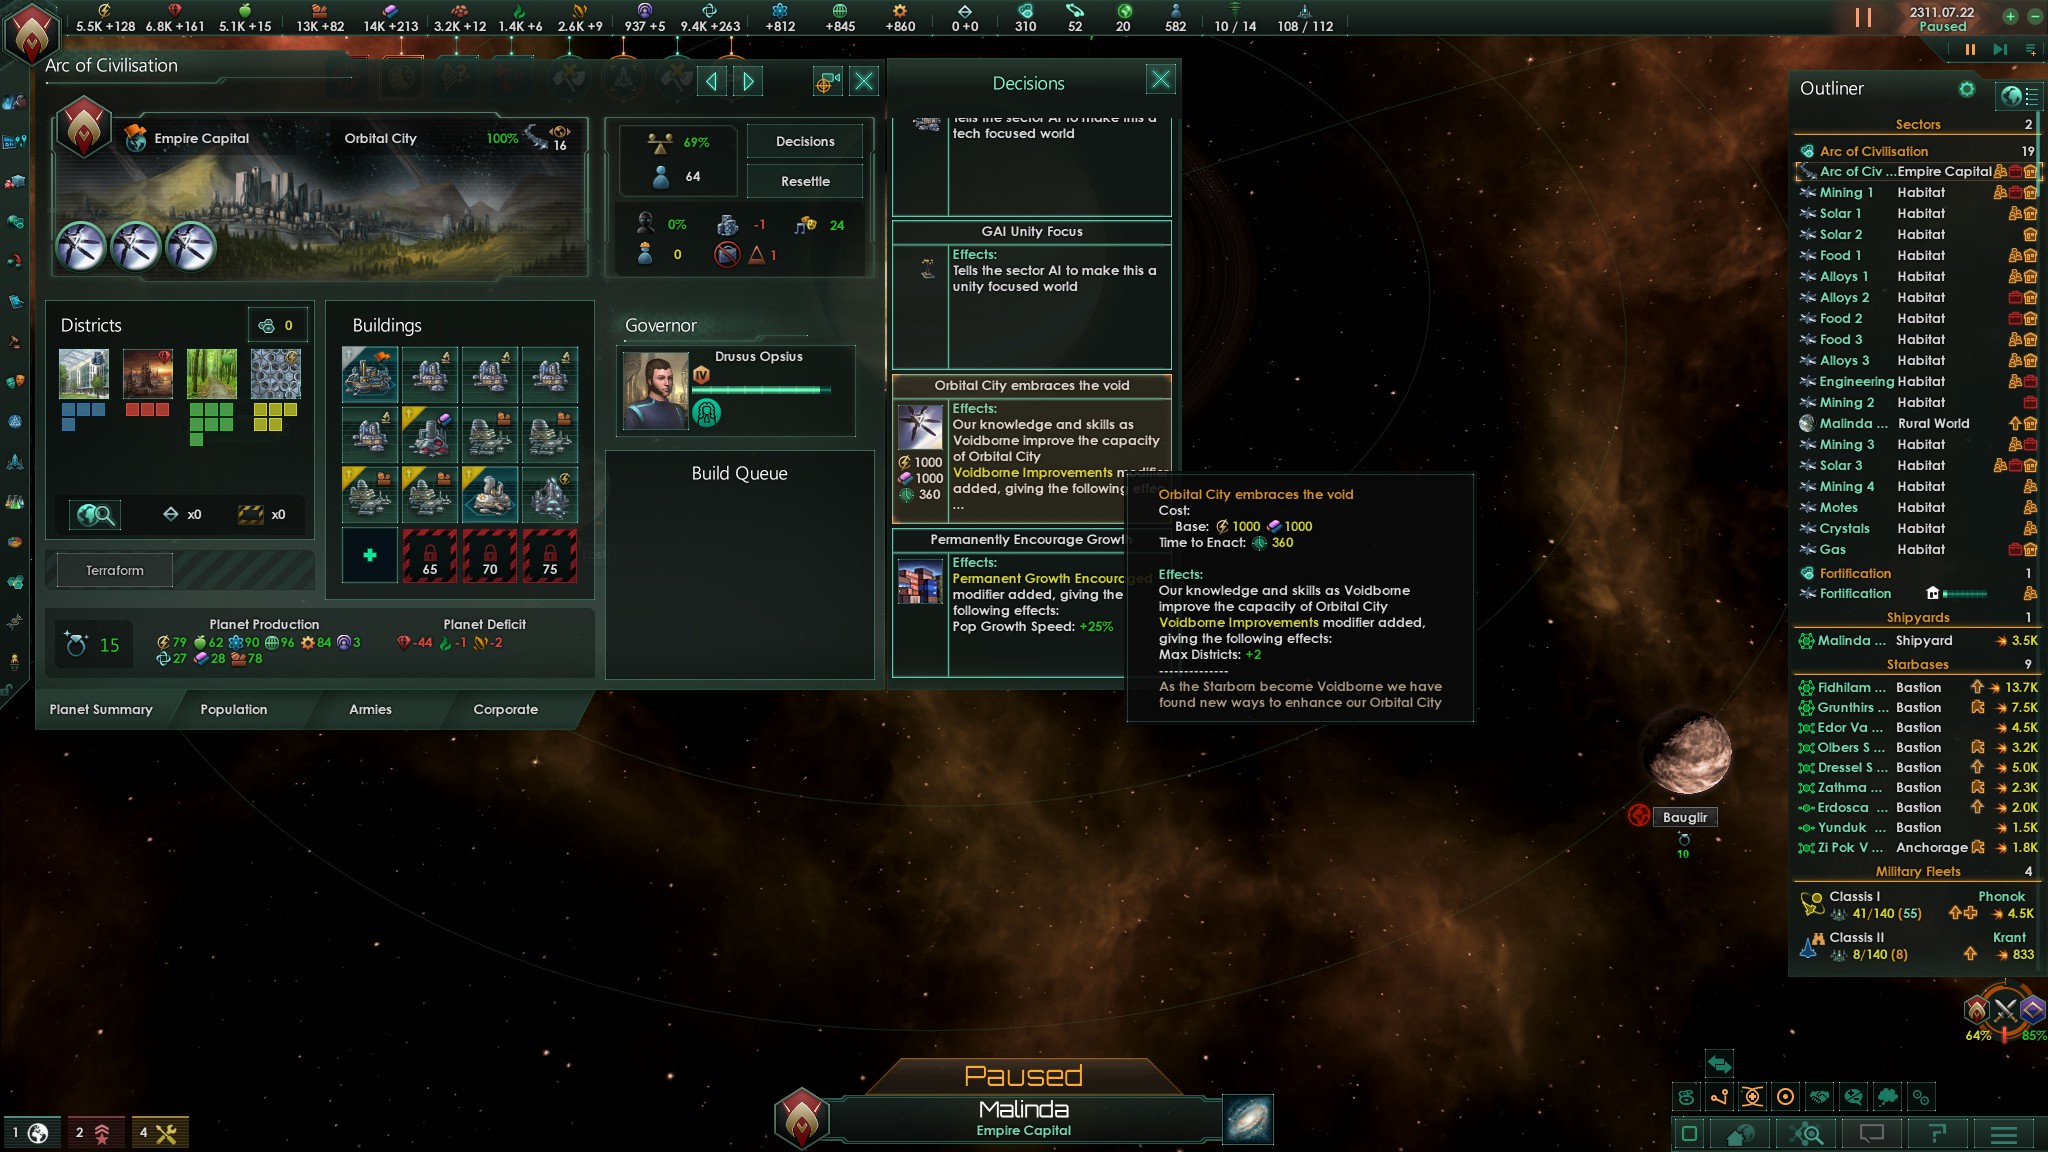 5.5K +128 6.8K +161 5.1K +15 13K +82 14K +213 3.2K +12 1.4K +6 2.6K +9 937 +5 9.4K +263 +812 +845 +860 0 +0 310 52 20 582 10 / 14 108 / 112
2311.07.22
Paused
Arc of Civilisation
Empire Capital
Orbital City
100%
16
69%
64
Decisions
Resettle
0%
-1
24
0
1
Districts
0
x0
x0
Terraform
Buildings
65
70
75
Governor
Drusus Opsius
IV
Build Queue
15
Planet Production
79 62 90 96 84 3
27 28 78
Planet Deficit
-44 -1 -2
Planet Summary
Population
Armies
Corporate
Decisions
Tells the sector AI to make this a
tech focused world
GAI Unity Focus
Effects:
Tells the sector AI to make this a
unity focused world
Orbital City embraces the void
1000
1000
360
Effects:
Our knowledge and skills as
Voidborne improve the capacity
of Orbital City
Voidborne Improvements
added, giving the following
...
Permanently Encourage Growth
Effects:
Permanent Growth Encouraged
modifier added, giving the
following effects:
Pop Growth Speed: +25%
Orbital City embraces the void
Cost:
Base: 1000 1000
Time to Enact: 360
Effects:
Our knowledge and skills as Voidborne
improve the capacity of Orbital City
Voidborne Improvements modifier added,
giving the following effects:
Max Districts: +2
--------------
As the Starborn become Voidborne we have
found new ways to enhance our Orbital City
Bauglir
10
Outliner
Sectors 2
Arc of Civilisation 19
Arc of Civ ... Empire Capital
Mining 1 Habitat
Solar 1 Habitat
Solar 2 Habitat
Food 1 Habitat
Alloys 1 Habitat
Alloys 2 Habitat
Food 2 Habitat
Food 3 Habitat
Alloys 3 Habitat
Engineering Habitat
Mining 2 Habitat
Malinda ... Rural World
Mining 3 Habitat
Solar 3 Habitat
Mining 4 Habitat
Motes Habitat
Crystals Habitat
Gas Habitat
Fortification 1
Fortification
Shipyards 1
Malinda ... Shipyard 3.5K
Starbases 9
Fidhilam ... Bastion 13.7K
Grunthirs ... Bastion 7.5K
Edor Va ... Bastion 4.5K
Olbers S ... Bastion 3.2K
Dressel S ... Bastion 5.0K
Zathma ... Bastion 2.3K
Erdosca ... Bastion 2.0K
Yunduk ... Bastion 1.5K
Zi Pok V ... Anchorage 1.8K
Military Fleets 4
Classis I Phonok
41/140 (55) 4.5K
Classis II Krant
8/140 (8) 833
64% 85%
Paused
Malinda
Empire Capital
1
2
4